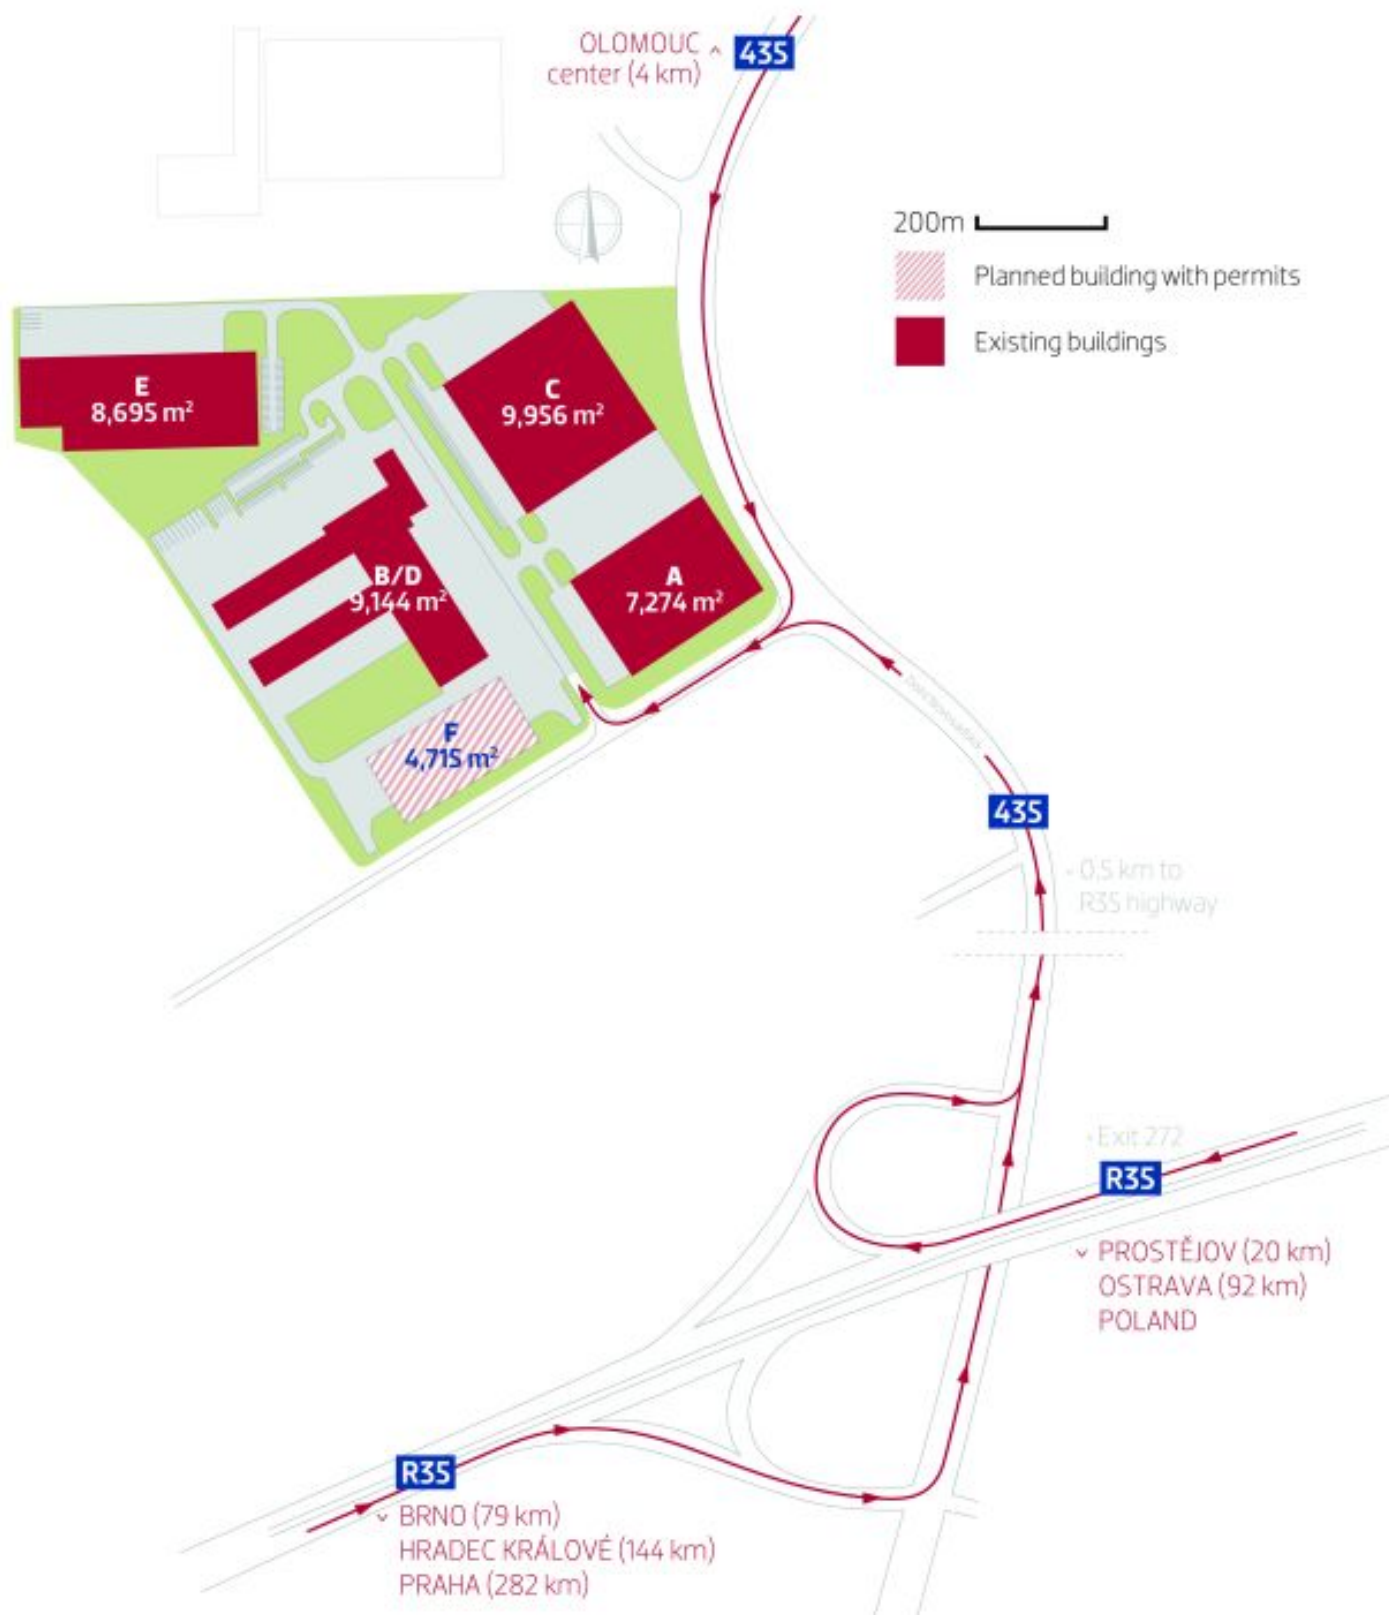 OLOMOUC
center (4 km)
435
200m
Planned building with permits
Existing buildings
E
8,695 m²
C
9,956 m²
B/D
9,144 m²
A
7,274 m²
F
4,715 m²
435
- 0,5 km to
R35 highway
Exit 272
R35
PROSTĚJOV (20 km)
OSTRAVA (92 km)
POLAND
R35
BRNO (79 km)
HRADEC KRÁLOVÉ (144 km)
PRAHA (282 km)